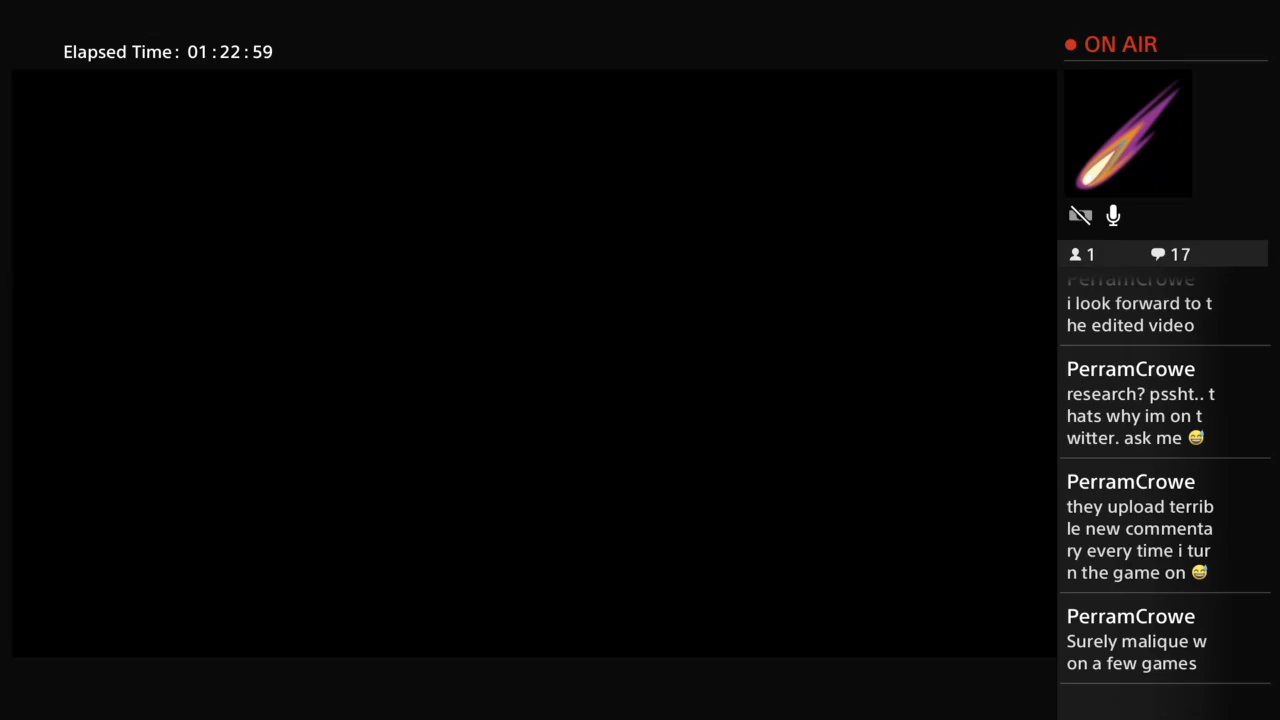 Elapsed Time: 01:22:59
ON AIR
1 17
PerramCrowe
i look forward to t
he edited video
PerramCrowe
research? pssht.. t
hats why im on t
witter. ask me 😅
PerramCrowe
they upload terrib
le new commenta
ry every time i tur
n the game on 😅
PerramCrowe
Surely malique w
on a few games